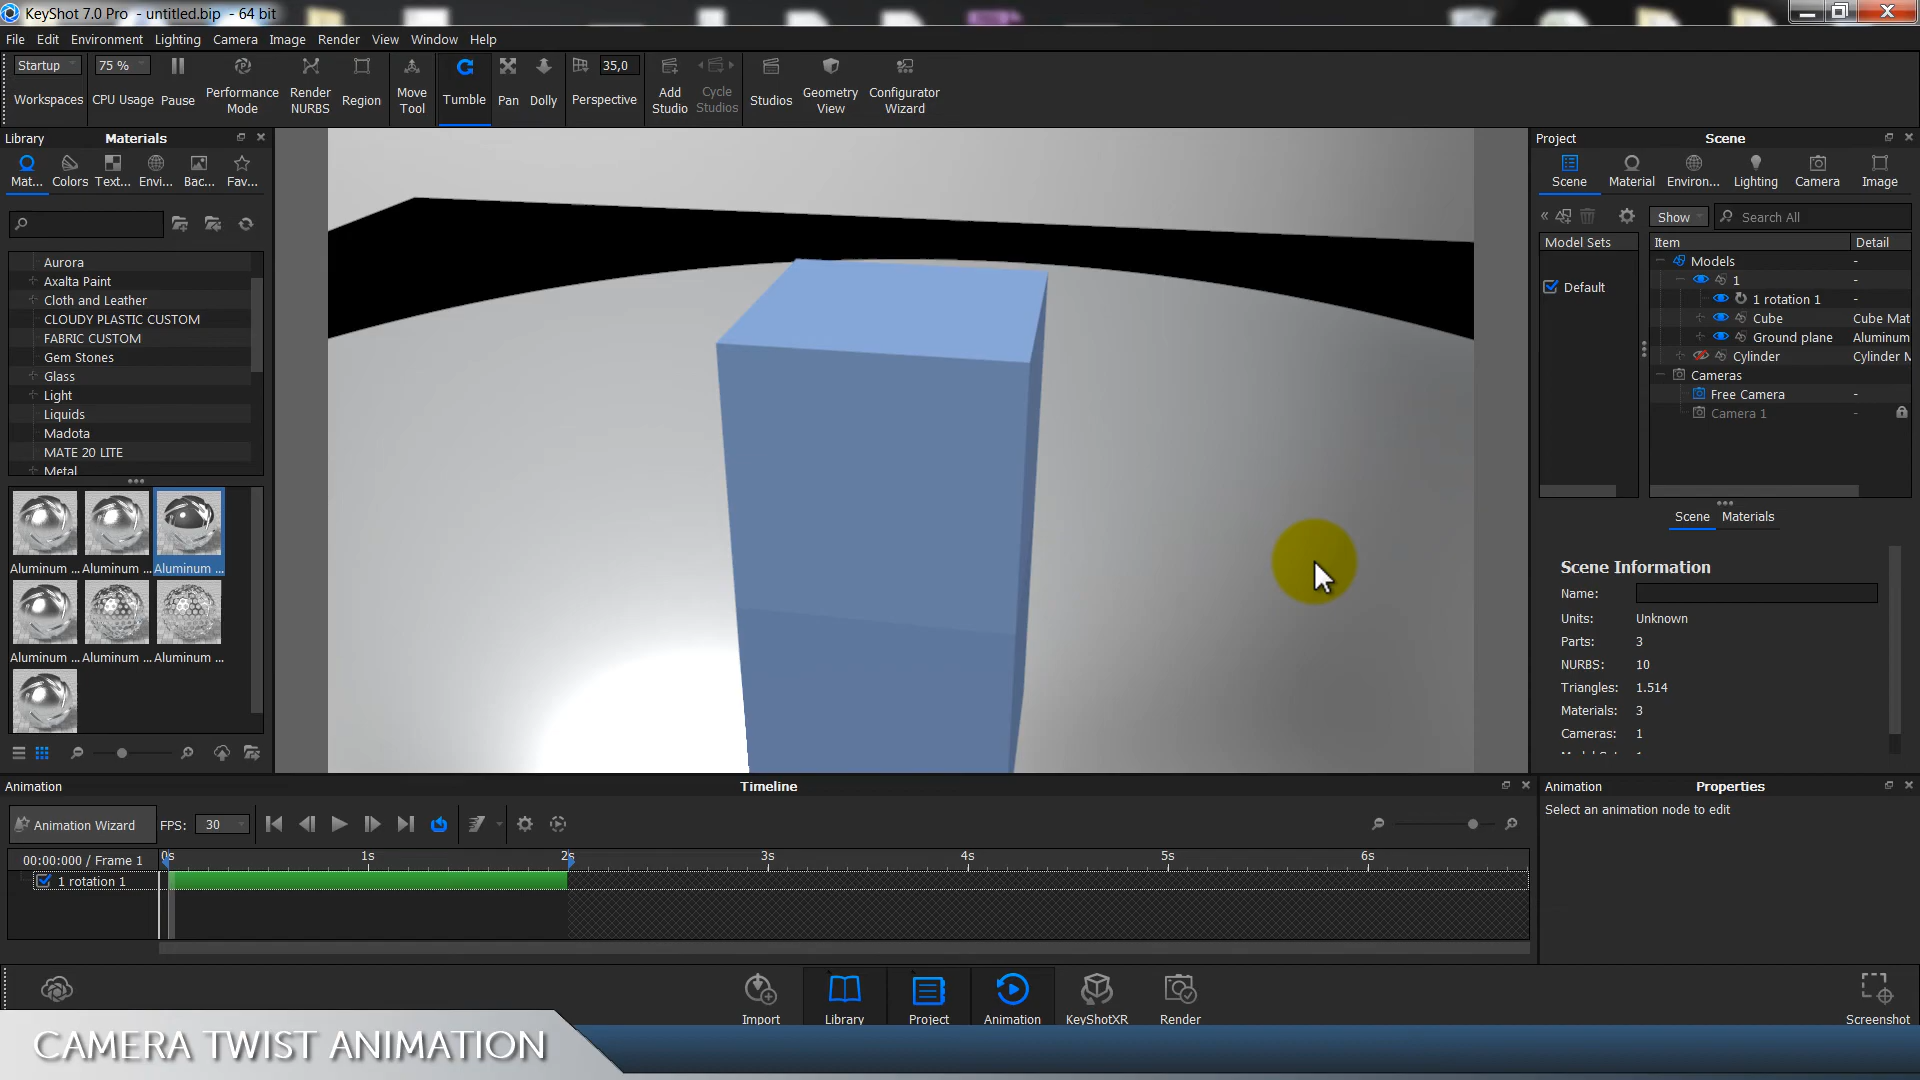 KeyShot 7.0 Pro - untitled.bip - 64 bit
File Edit Environment Lighting Camera Image Render View Window Help
Startup 75 % 35,0
Workspaces CPU Usage Pause Performance Mode Render NURBS Region Move Tool Tumble Pan Dolly Perspective Add Studio Cycle Studios Studios Geometry View Configurator Wizard
Library Materials
Mat... Colors Text... Envi... Bac... Fav...
Aurora
Axalta Paint
Cloth and Leather
CLOUDY PLASTIC CUSTOM
FABRIC CUSTOM
Gem Stones
Glass
Light
Liquids
Madota
MATE 20 LITE
Metal
Aluminum ... Aluminum ... Aluminum ...
Aluminum ... Aluminum ... Aluminum ...
Project Scene
Scene Material Environ... Lighting Camera Image
Show Search All
Model Sets Item Detail
Default
Models -
1 -
1 rotation 1 -
Cube Cube Mat
Ground plane Aluminum
Cylinder Cylinder M
Cameras
Free Camera -
Camera 1 -
Scene Materials
Scene Information
Name:
Units: Unknown
Parts: 3
NURBS: 10
Triangles: 1.514
Materials: 3
Cameras: 1
Animation Timeline
Animation Wizard FPS: 30
00:00:000 / Frame 1 0s 1s 2s 3s 4s 5s 6s
1 rotation 1
Animation Properties
Select an animation node to edit
Import Library Project Animation KeyShotXR Render Screenshot
CAMERA TWIST ANIMATION